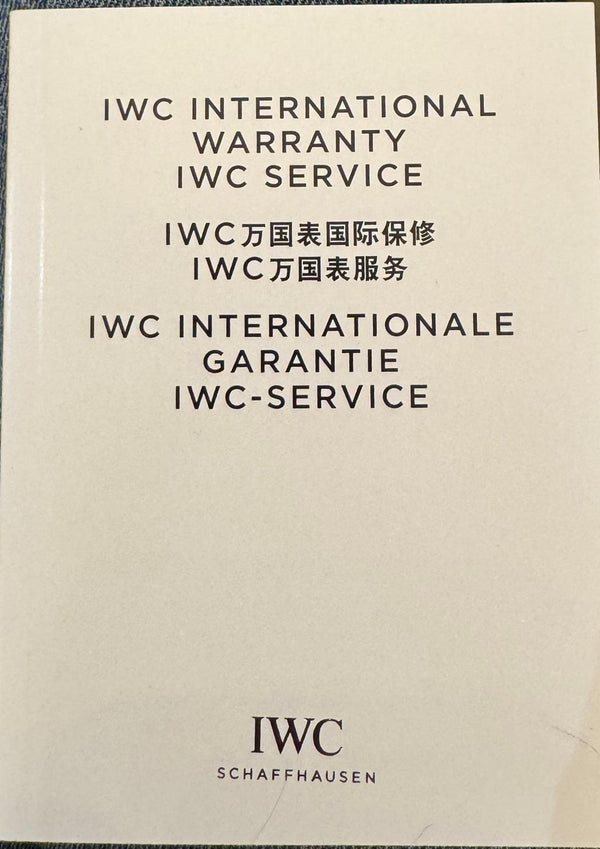 IWC INTERNATIONAL
WARRANTY
IWC SERVICE
IWC万国表国际保修
IWC万国表服务
IWC INTERNATIONALE
GARANTIE
IWC-SERVICE
IWC
SCHAFFHAUSEN